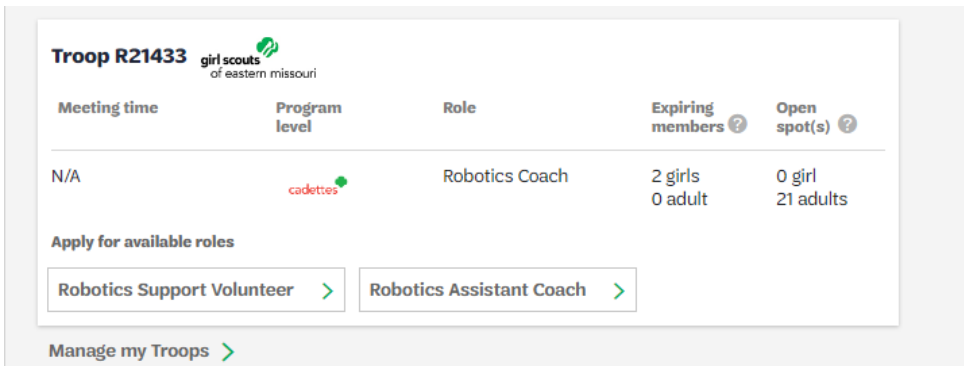 Troop R21433 girl scouts
of eastern missouri
Meeting time Program level Role Expiring members ? Open spot(s) ?
N/A cadettes Robotics Coach 2 girls 0 girl
0 adult 21 adults
Apply for available roles
Robotics Support Volunteer Robotics Assistant Coach
Manage my Troops